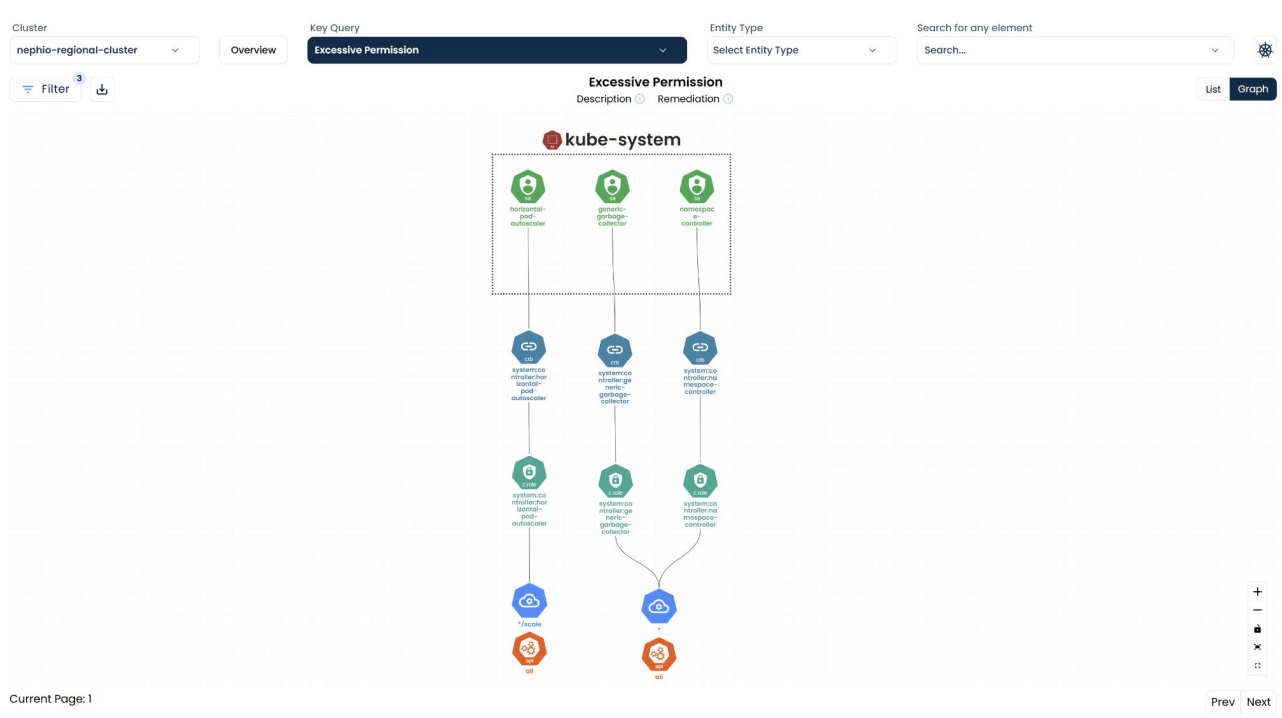 Cluster
Key Query
Entity Type
Search for any element
nephio-regional-cluster
Overview
Excessive Permission
Select Entity Type
Search...
Filter
3
Excessive Permission
Description
Remediation
List
Graph
kube-system
sa
sa
sa
horizontal-
pod-
autoscaler
generic-
garbage-
collector
namespac
e-
controller
crb
crb
crb
system:co
ntroller:hor
izontal-
pod-
autoscaler
system:co
ntroller:ge
neric-
garbage-
collector
system:co
ntroller:na
mespace-
controller
c.role
c.role
c.role
system:co
ntroller:hor
izontal-
pod-
autoscaler
system:co
ntroller:ge
neric-
garbage-
collector
system:co
ntroller:na
mespace-
controller
*/scale
*
api
api
all
all
Current Page: 1
Prev
Next